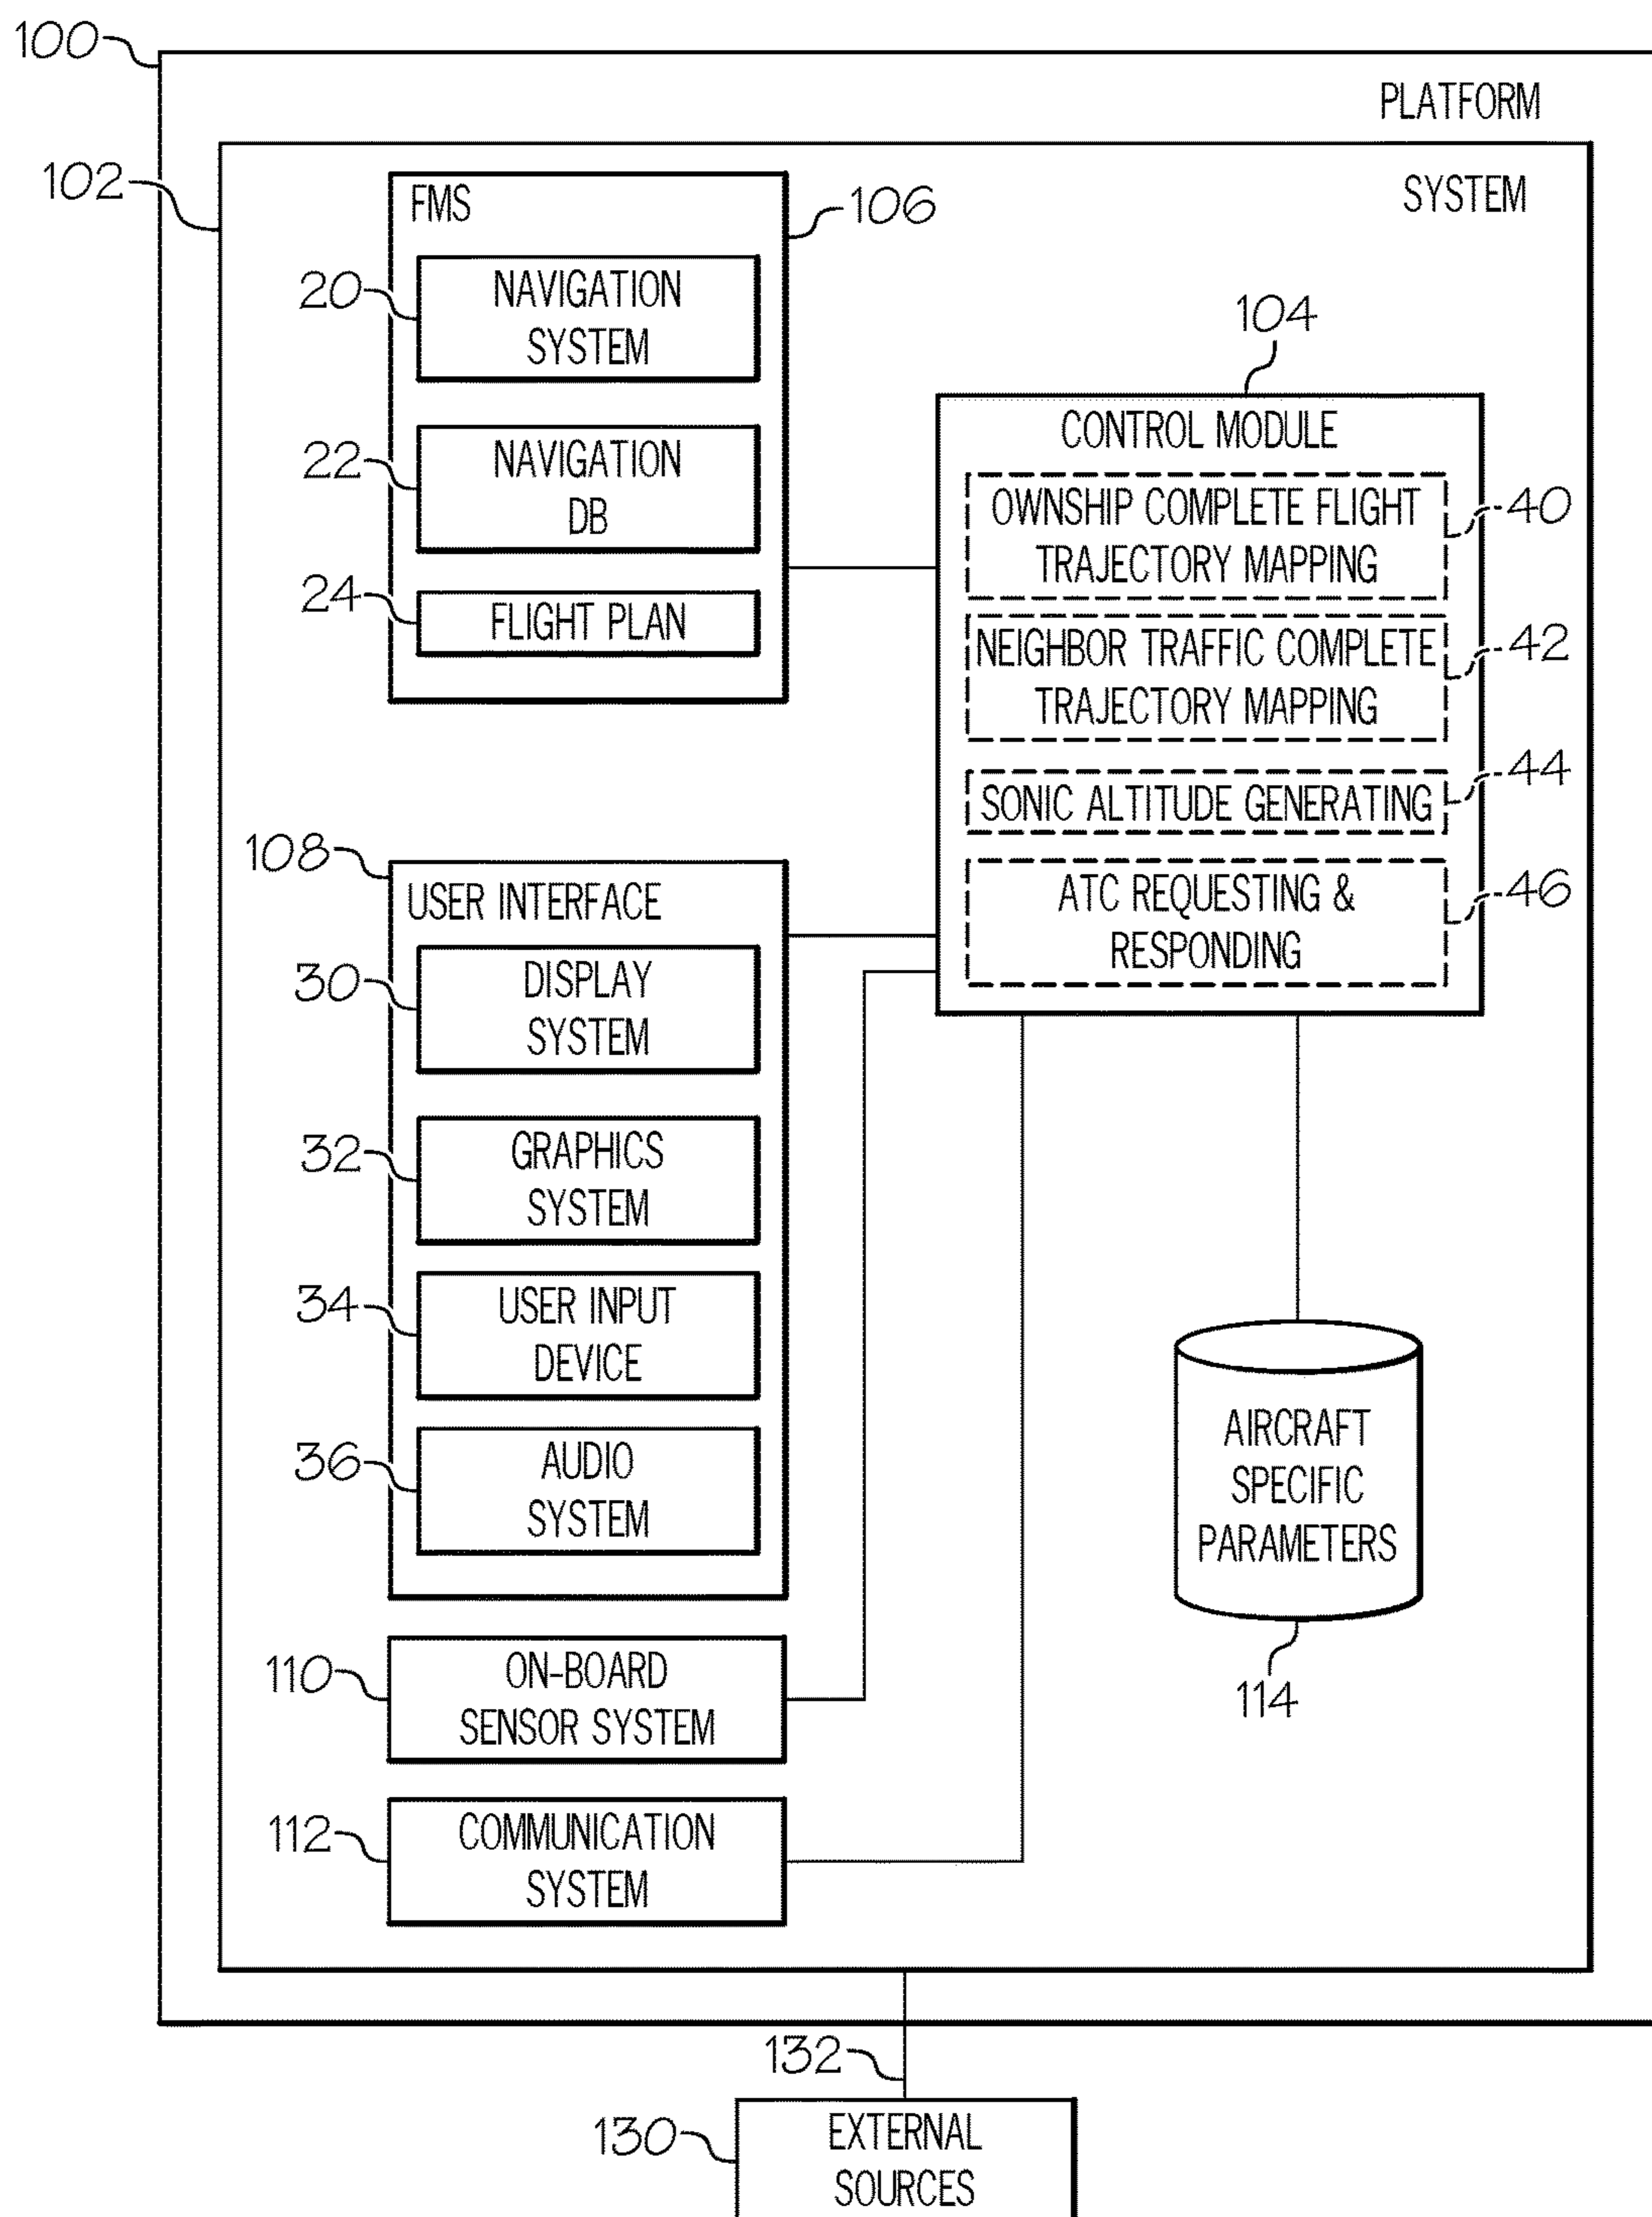 100
PLATFORM
102
SYSTEM
FMS
106
20
NAVIGATION
SYSTEM
22
NAVIGATION
DB
24
FLIGHT PLAN
104
CONTROL MODULE
OWNSHIP COMPLETE FLIGHT
TRAJECTORY MAPPING
40
NEIGHBOR TRAFFIC COMPLETE
TRAJECTORY MAPPING
42
SONIC ALTITUDE GENERATING
44
ATC REQUESTING &
RESPONDING
46
108
USER INTERFACE
30
DISPLAY
SYSTEM
32
GRAPHICS
SYSTEM
34
USER INPUT
DEVICE
36
AUDIO
SYSTEM
110
ON-BOARD
SENSOR SYSTEM
112
COMMUNICATION
SYSTEM
AIRCRAFT
SPECIFIC
PARAMETERS
114
132
130
EXTERNAL
SOURCES